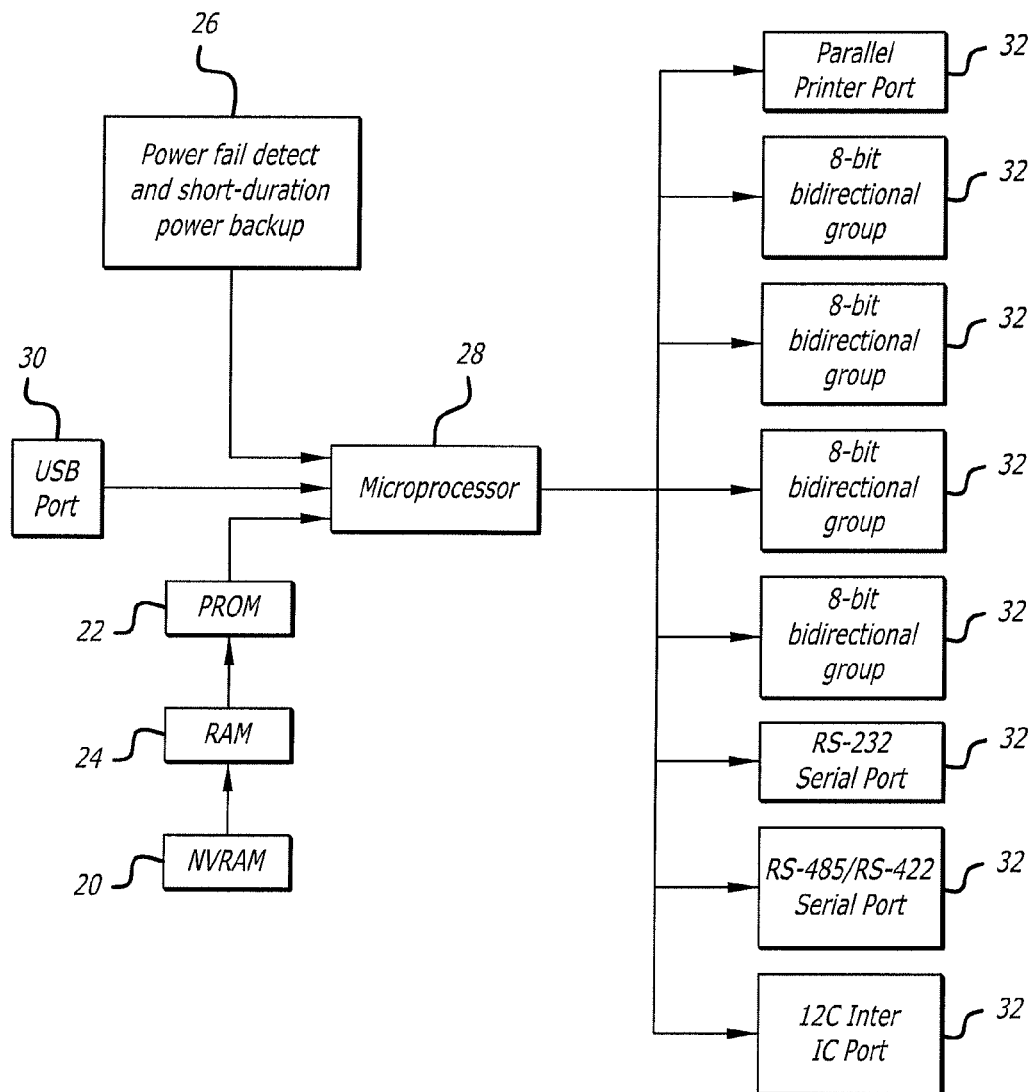 26
Power fail detect
and short-duration
power backup
30
USB
Port
28
Microprocessor
22
PROM
24
RAM
20
NVRAM
Parallel
Printer Port
32
8-bit
bidirectional
group
32
8-bit
bidirectional
group
32
8-bit
bidirectional
group
32
8-bit
bidirectional
group
32
RS-232
Serial Port
32
RS-485/RS-422
Serial Port
32
12C Inter
IC Port
32